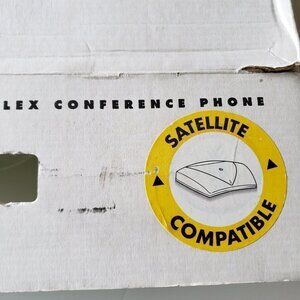 LEX CONFERENCE PHONE
SATELLITE
COMPATIBLE